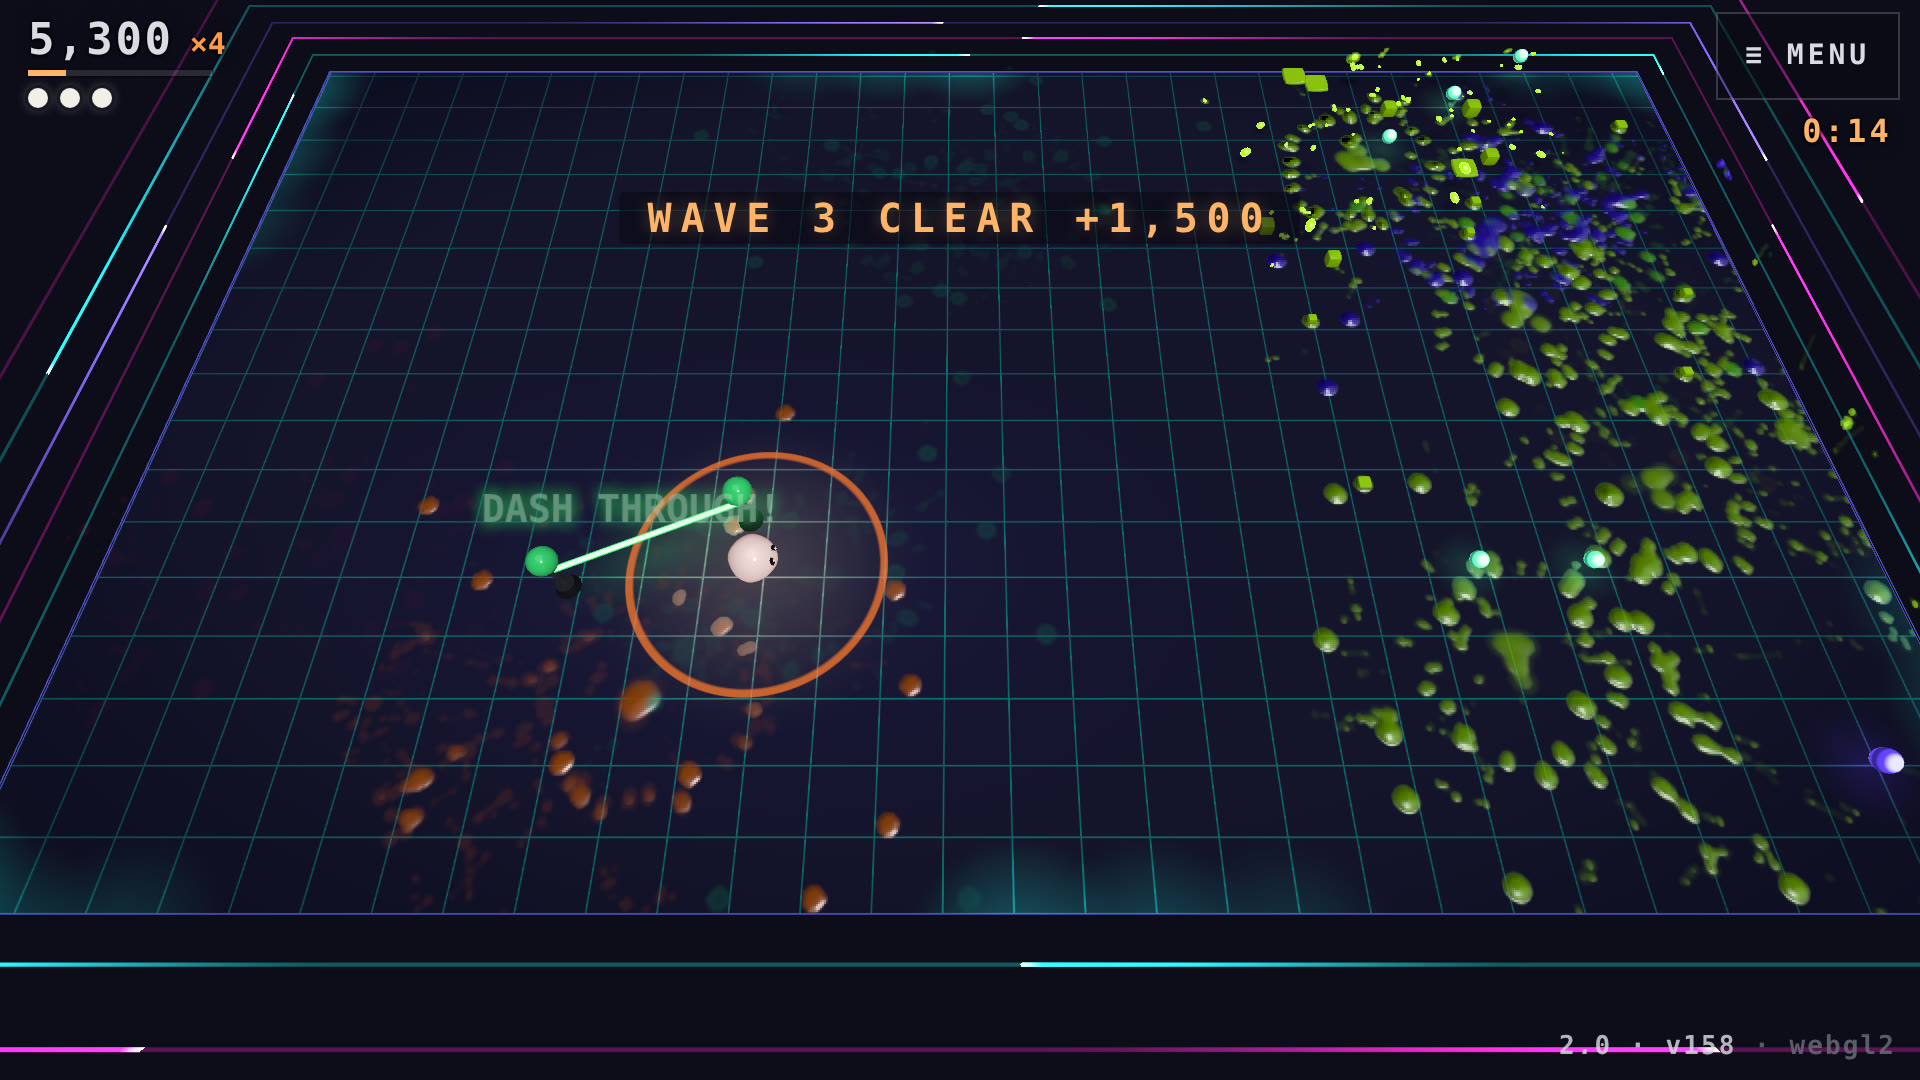 5,300 ×4
≡ MENU
0:14
WAVE 3 CLEAR +1,500
DASH THROUGH!
2.0 · v158 · webgl2